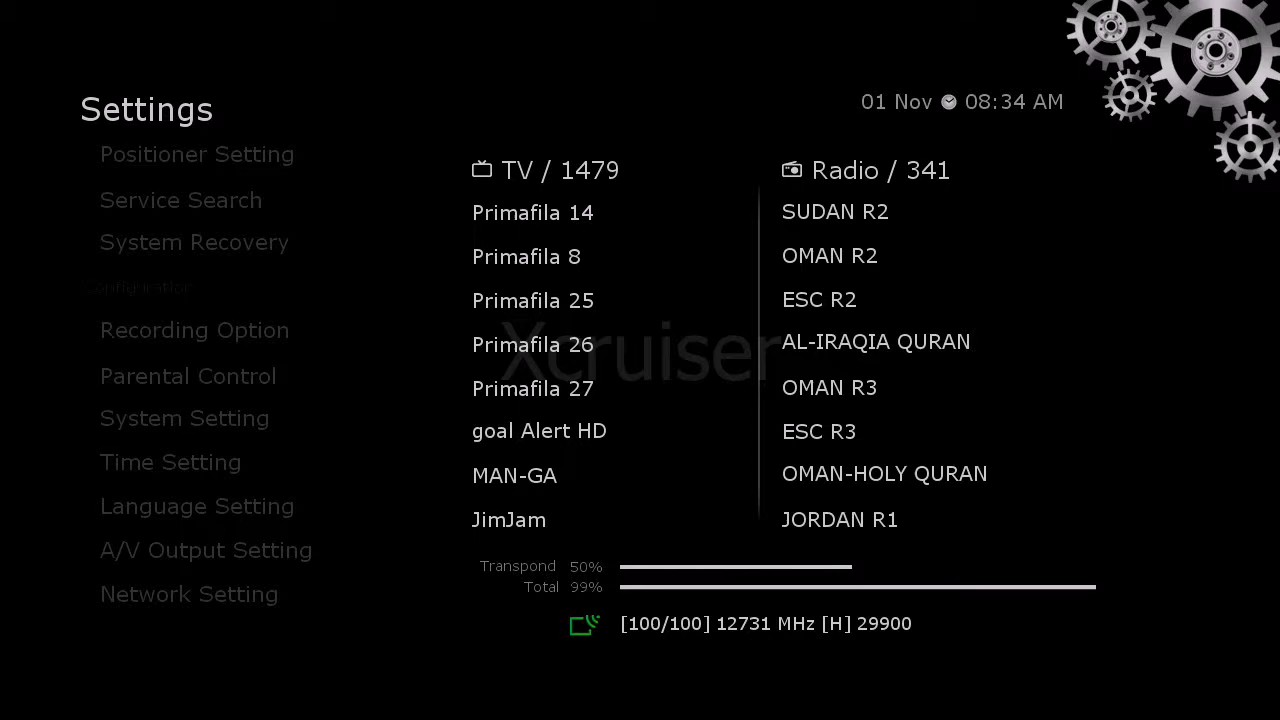 Settings
01 Nov 08:34 AM
Positioner Setting
Service Search
System Recovery
Configuration
Recording Option
Parental Control
System Setting
Time Setting
Language Setting
A/V Output Setting
Network Setting
TV / 1479
Primafila 14
Primafila 8
Primafila 25
Primafila 26
Primafila 27
goal Alert HD
MAN-GA
JimJam
Radio / 341
SUDAN R2
OMAN R2
ESC R2
AL-IRAQIA QURAN
OMAN R3
ESC R3
OMAN-HOLY QURAN
JORDAN R1
Xcruiser
Transpond 50%
Total 99%
[100/100] 12731 MHz [H] 29900